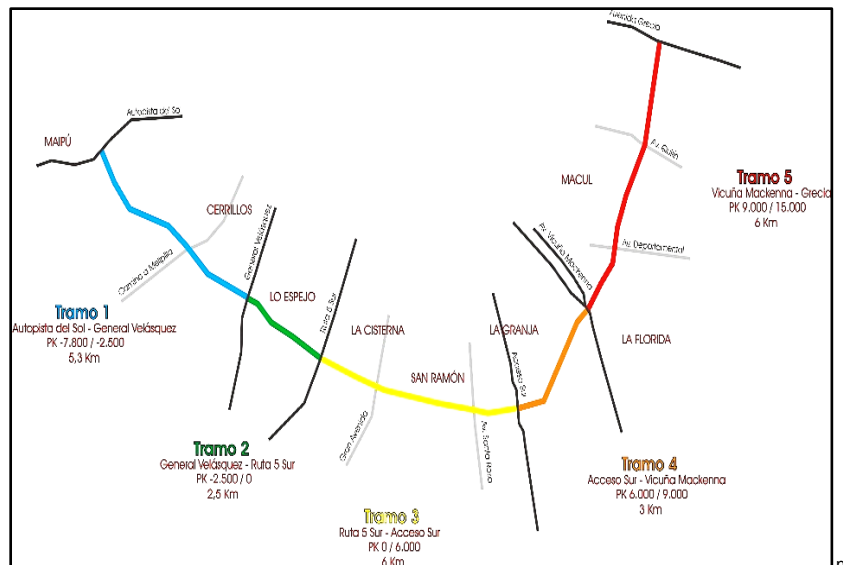 Avenida Grecia
Autopista del Sol
MAIPÚ
Av. Quilín
MACUL
Tramo 5
Vicuña Mackenna - Grecia
PK 9.000 / 15.000
6 Km
CERRILLOS
General Velásquez
Av. Vicuña Mackenna
Av. Departamental
Camino a Melipilla
LO ESPEJO
Ruta 5 Sur
Tramo 1
Autopista del Sol - General Velásquez
PK -7.800 / -2.500
5,3 Km
LA CISTERNA
LA GRANJA
LA FLORIDA
Acceso Sur
SAN RAMÓN
Gran Avenida
Av. Santa Rosa
Tramo 2
General Velásquez - Ruta 5 Sur
PK -2.500 / 0
2,5 Km
Tramo 4
Acceso Sur - Vicuña Mackenna
PK 6.000 / 9.000
3 Km
Tramo 3
Ruta 5 Sur - Acceso Sur
PK 0 / 6.000
6 Km